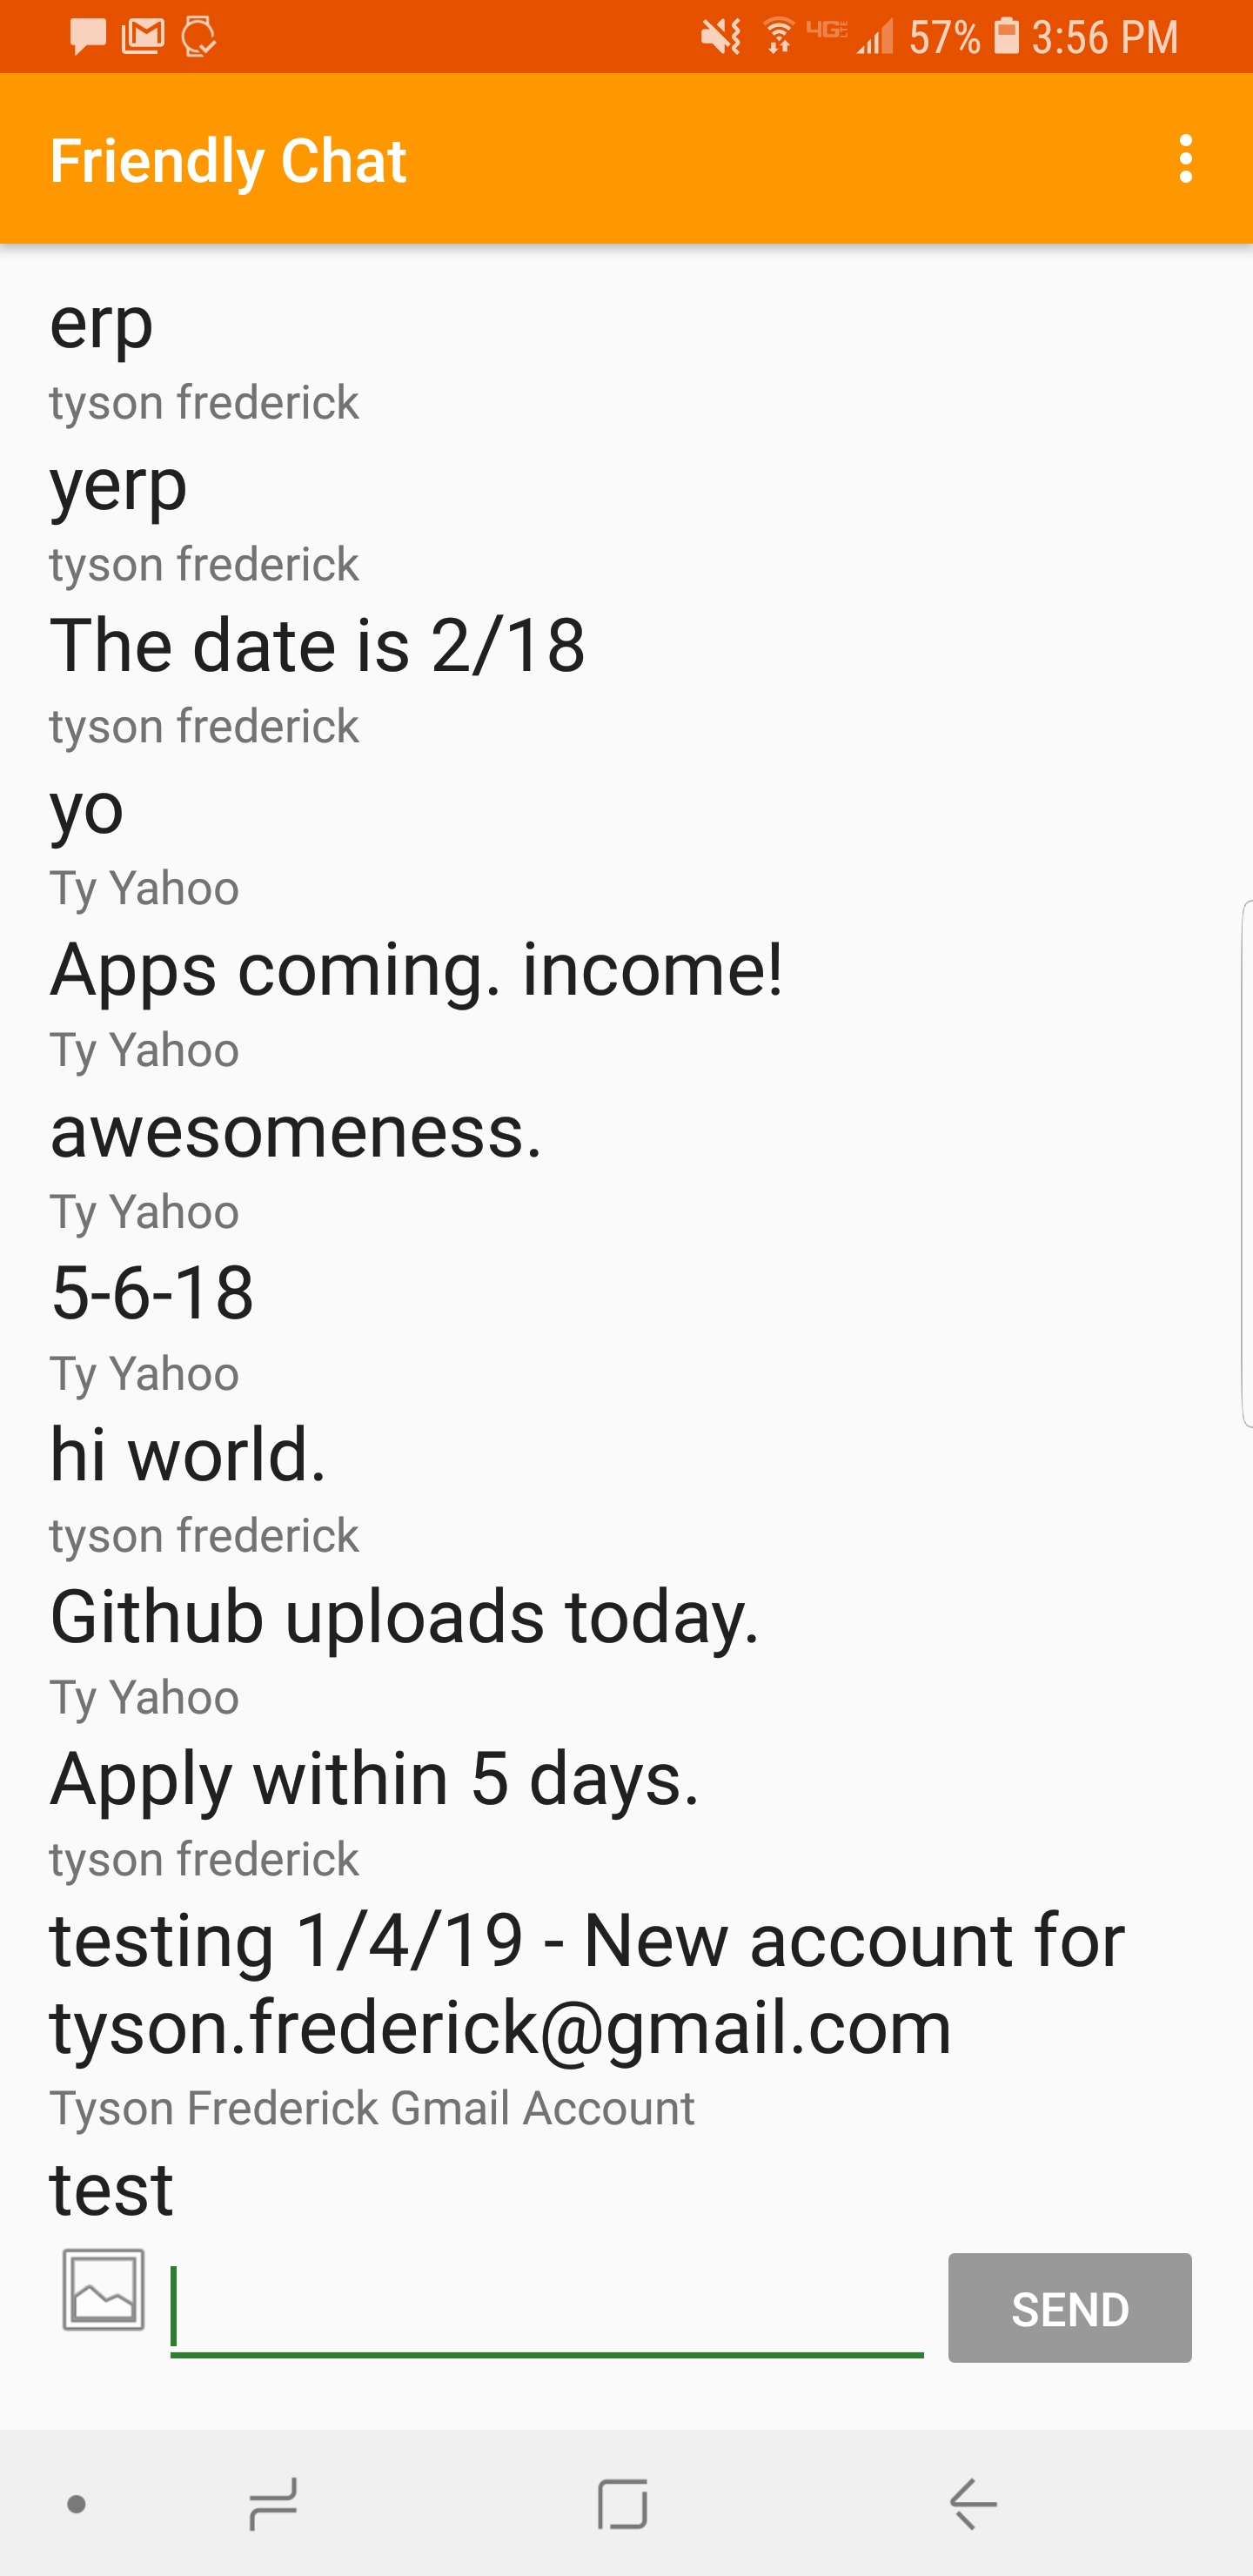 4G LTE 57% 3:56 PM
Friendly Chat
erp
tyson frederick
yerp
tyson frederick
The date is 2/18
tyson frederick
yo
Ty Yahoo
Apps coming. income!
Ty Yahoo
awesomeness.
Ty Yahoo
5-6-18
Ty Yahoo
hi world.
tyson frederick
Github uploads today.
Ty Yahoo
Apply within 5 days.
tyson frederick
testing 1/4/19 - New account for
tyson.frederick@gmail.com
Tyson Frederick Gmail Account
test
SEND